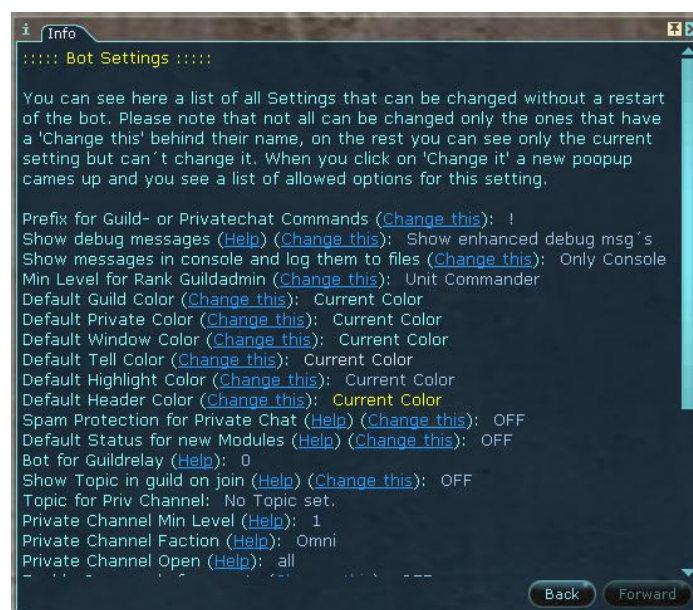 i Info
::::: Bot Settings :::::
You can see here a list of all Settings that can be changed without a restart
of the bot. Please note that not all can be changed only the ones that have
a 'Change this' behind their name, on the rest you can see only the current
setting but can´t change it. When you click on 'Change it' a new poopup
cames up and you see a list of allowed options for this setting.
Prefix for Guild- or Privatechat Commands (Change this): !
Show debug messages (Help) (Change this): Show enhanced debug msg´s
Show messages in console and log them to files (Change this): Only Console
Min Level for Rank Guildadmin (Change this): Unit Commander
Default Guild Color (Change this): Current Color
Default Private Color (Change this): Current Color
Default Window Color (Change this): Current Color
Default Tell Color (Change this): Current Color
Default Highlight Color (Change this): Current Color
Default Header Color (Change this): Current Color
Spam Protection for Private Chat (Help) (Change this): OFF
Default Status for new Modules (Help) (Change this): OFF
Bot for Guildrelay (Help): 0
Show Topic in guild on join (Help) (Change this): OFF
Topic for Priv Channel: No Topic set.
Private Channel Min Level (Help): 1
Private Channel Faction (Help): Omni
Private Channel Open (Help): all
Back Forward